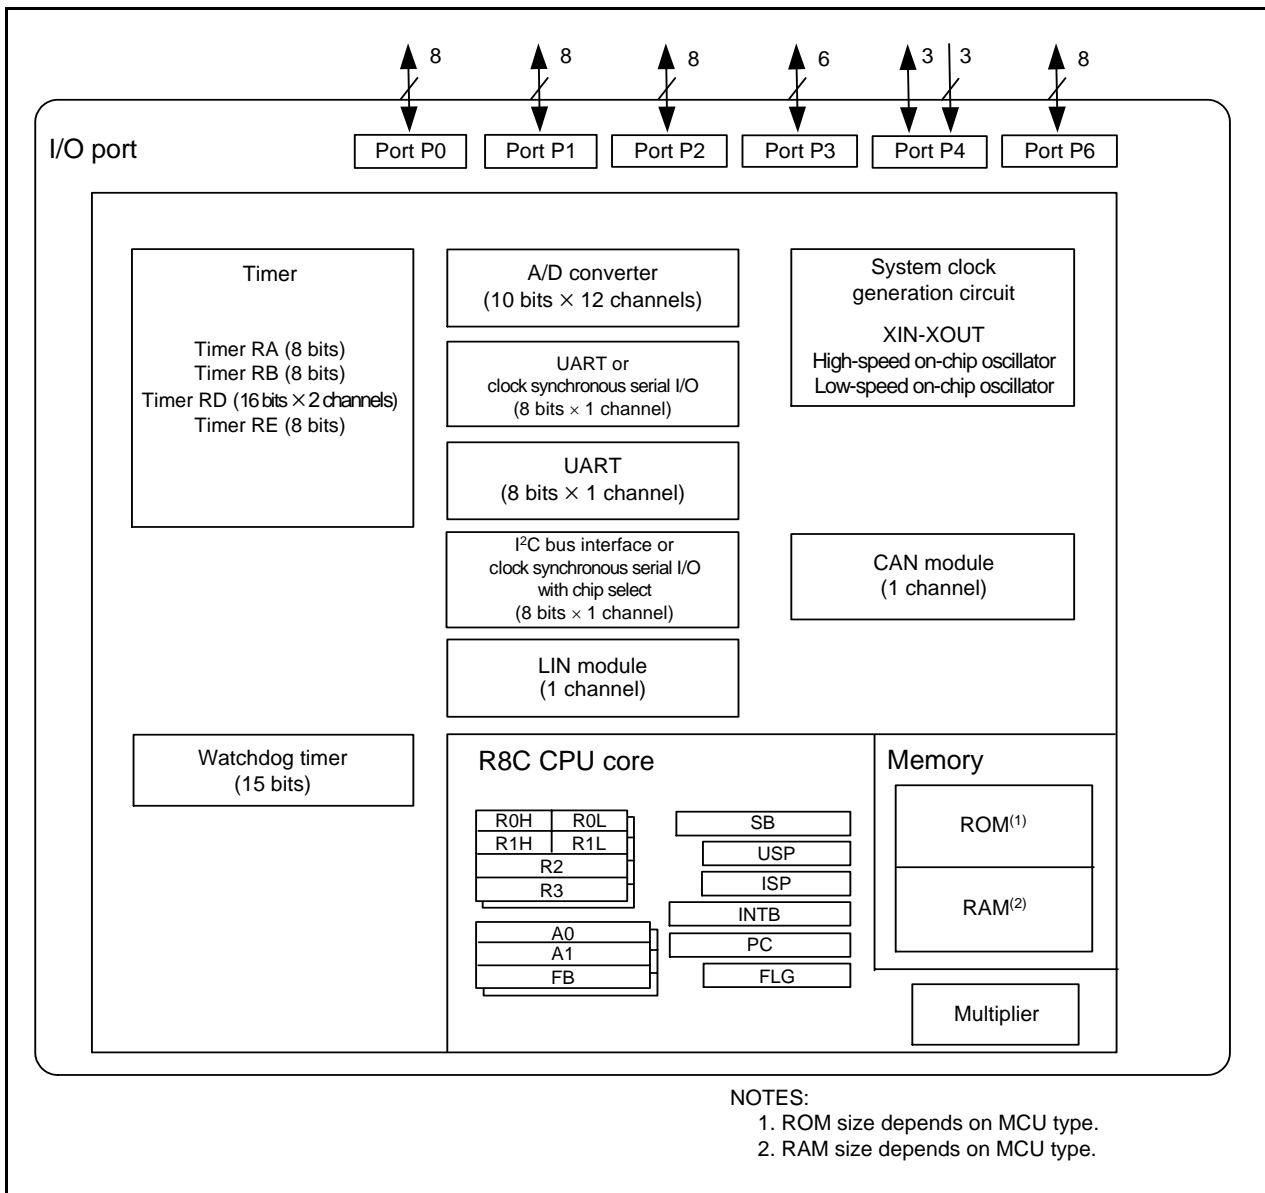 8 8 8 6 3 3 8
I/O port
Port P0 Port P1 Port P2 Port P3 Port P4 Port P6
Timer
Timer RA (8 bits)
Timer RB (8 bits)
Timer RD (16 bits × 2 channels)
Timer RE (8 bits)
A/D converter
(10 bits × 12 channels)
UART or
clock synchronous serial I/O
(8 bits × 1 channel)
UART
(8 bits × 1 channel)
I²C bus interface or
clock synchronous serial I/O
with chip select
(8 bits × 1 channel)
LIN module
(1 channel)
System clock
generation circuit
XIN-XOUT
High-speed on-chip oscillator
Low-speed on-chip oscillator
CAN module
(1 channel)
Watchdog timer
(15 bits)
R8C CPU core
R0H R0L
R1H R1L
R2
R3
A0
A1
FB
SB
USP
ISP
INTB
PC
FLG
Memory
ROM(1)
RAM(2)
Multiplier
NOTES:
1. ROM size depends on MCU type.
2. RAM size depends on MCU type.